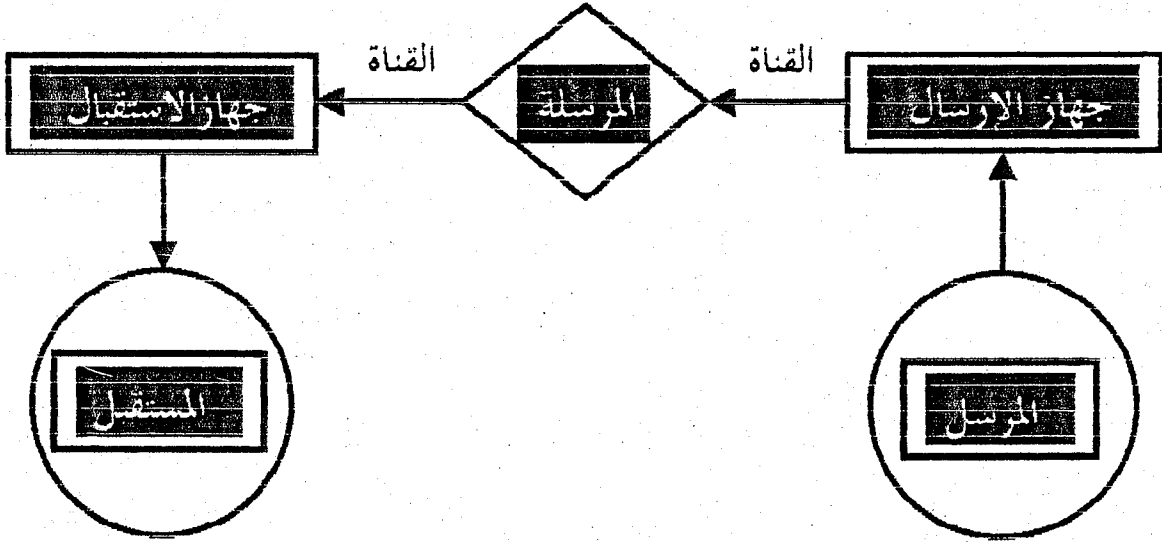 القناة
القناة
جهاز الإرسال
المرسلة
جهاز الاستقبال
المرسل
المستقبل